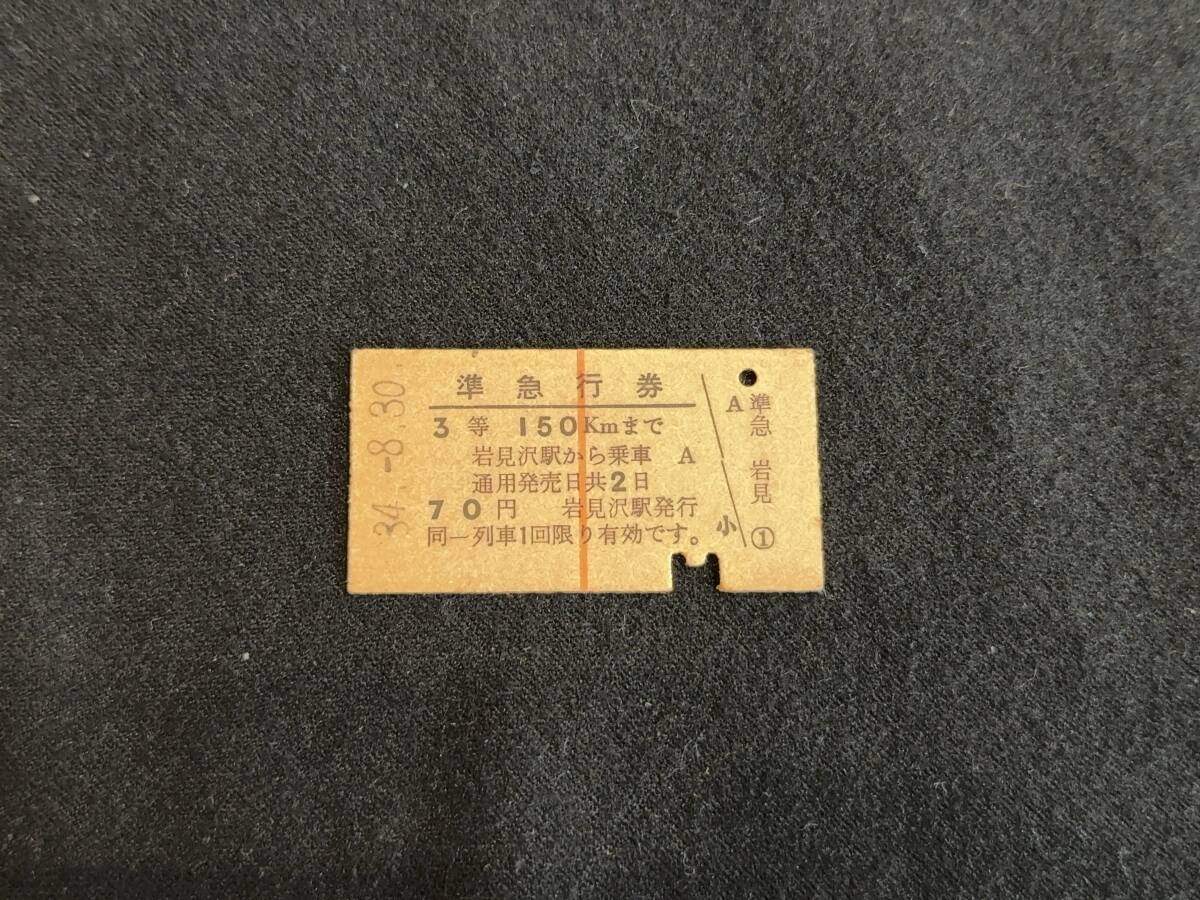 34.-8.30.
準急行券
3等 150Kmまで
岩見沢駅から乗車 A
通用発売日共2日
70円 岩見沢駅発行
同一列車1回限り有効です。
小
A
準急 岩見
①